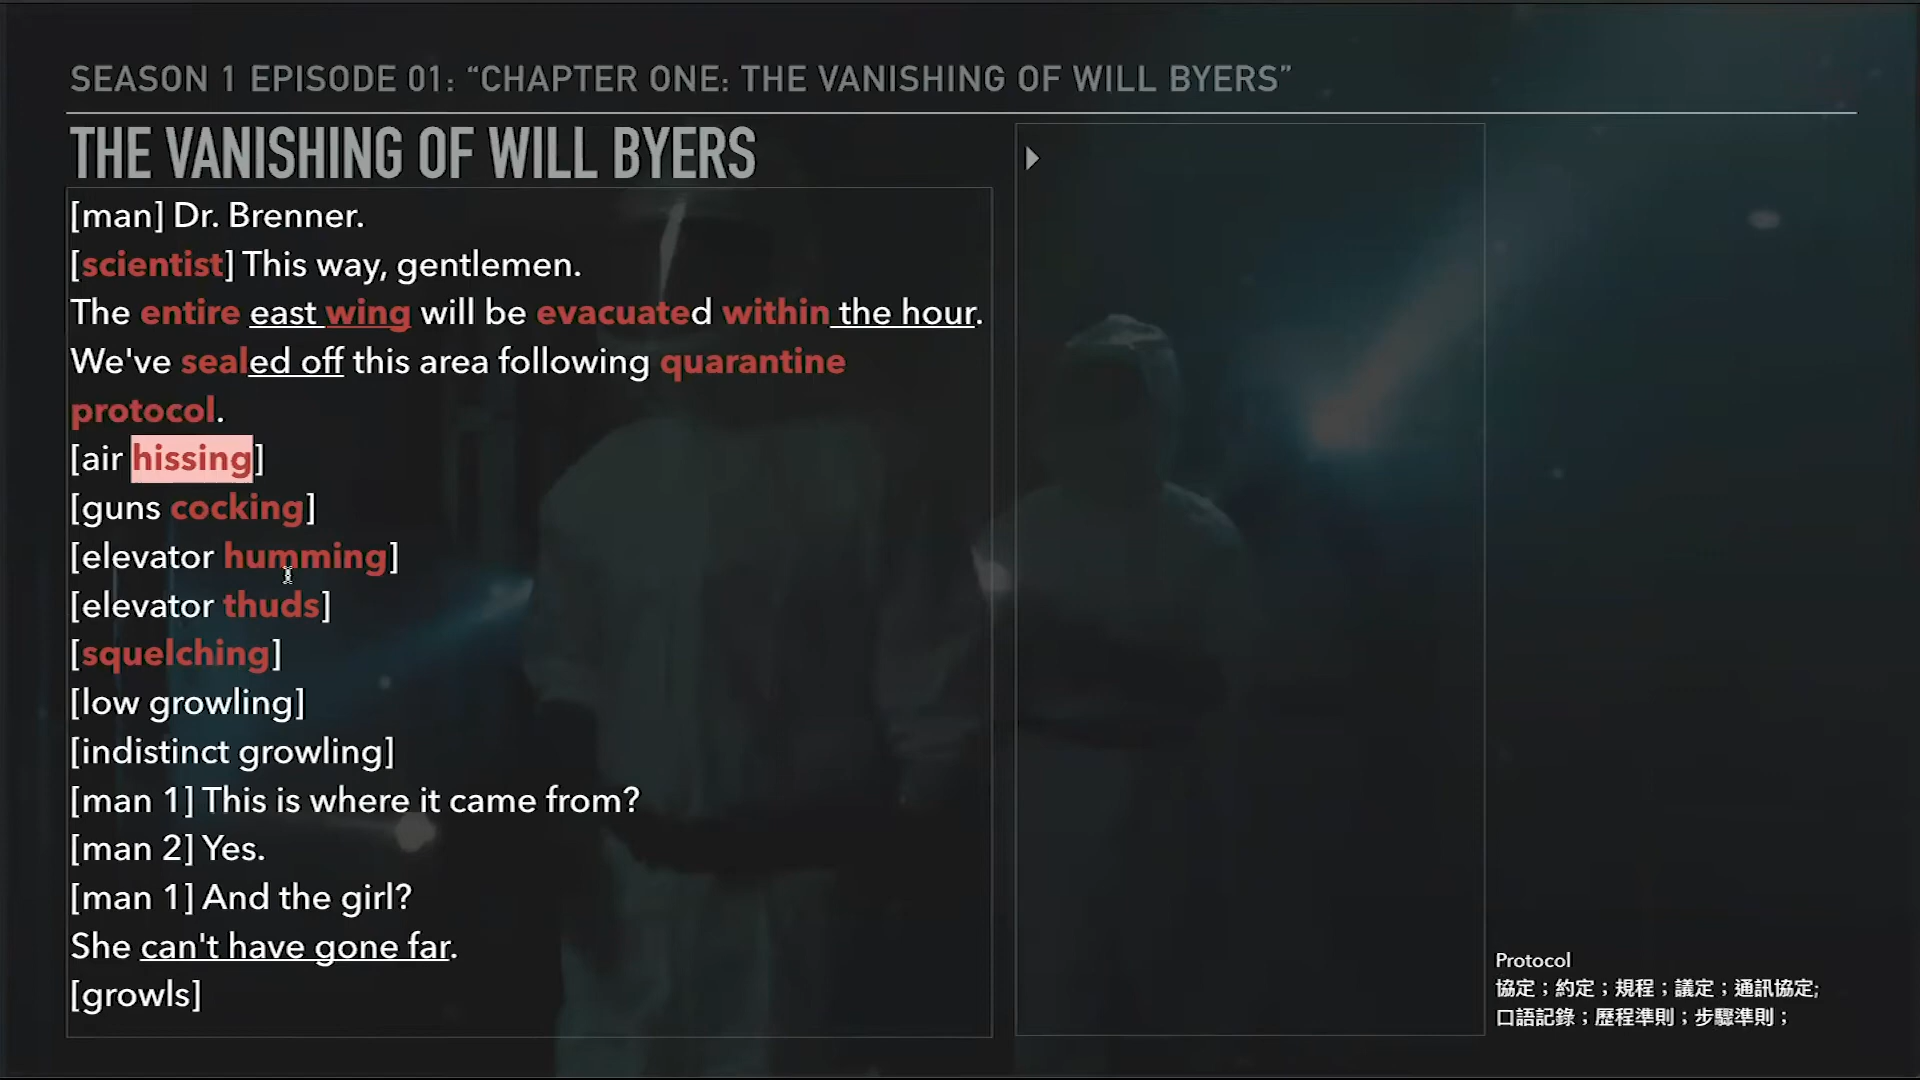 SEASON 1 EPISODE 01: “CHAPTER ONE: THE VANISHING OF WILL BYERS”
THE VANISHING OF WILL BYERS
[man] Dr. Brenner.
[scientist] This way, gentlemen.
The entire east wing will be evacuated within the hour.
We've sealed off this area following quarantine
protocol.
[air hissing]
[guns cocking]
[elevator humming]
[elevator thuds]
[squelching]
[low growling]
[indistinct growling]
[man 1] This is where it came from?
[man 2] Yes.
[man 1] And the girl?
She can't have gone far.
[growls]
Protocol
協定；約定；規程；議定；通訊協定;
口語記錄；歷程準則；步驟準則；